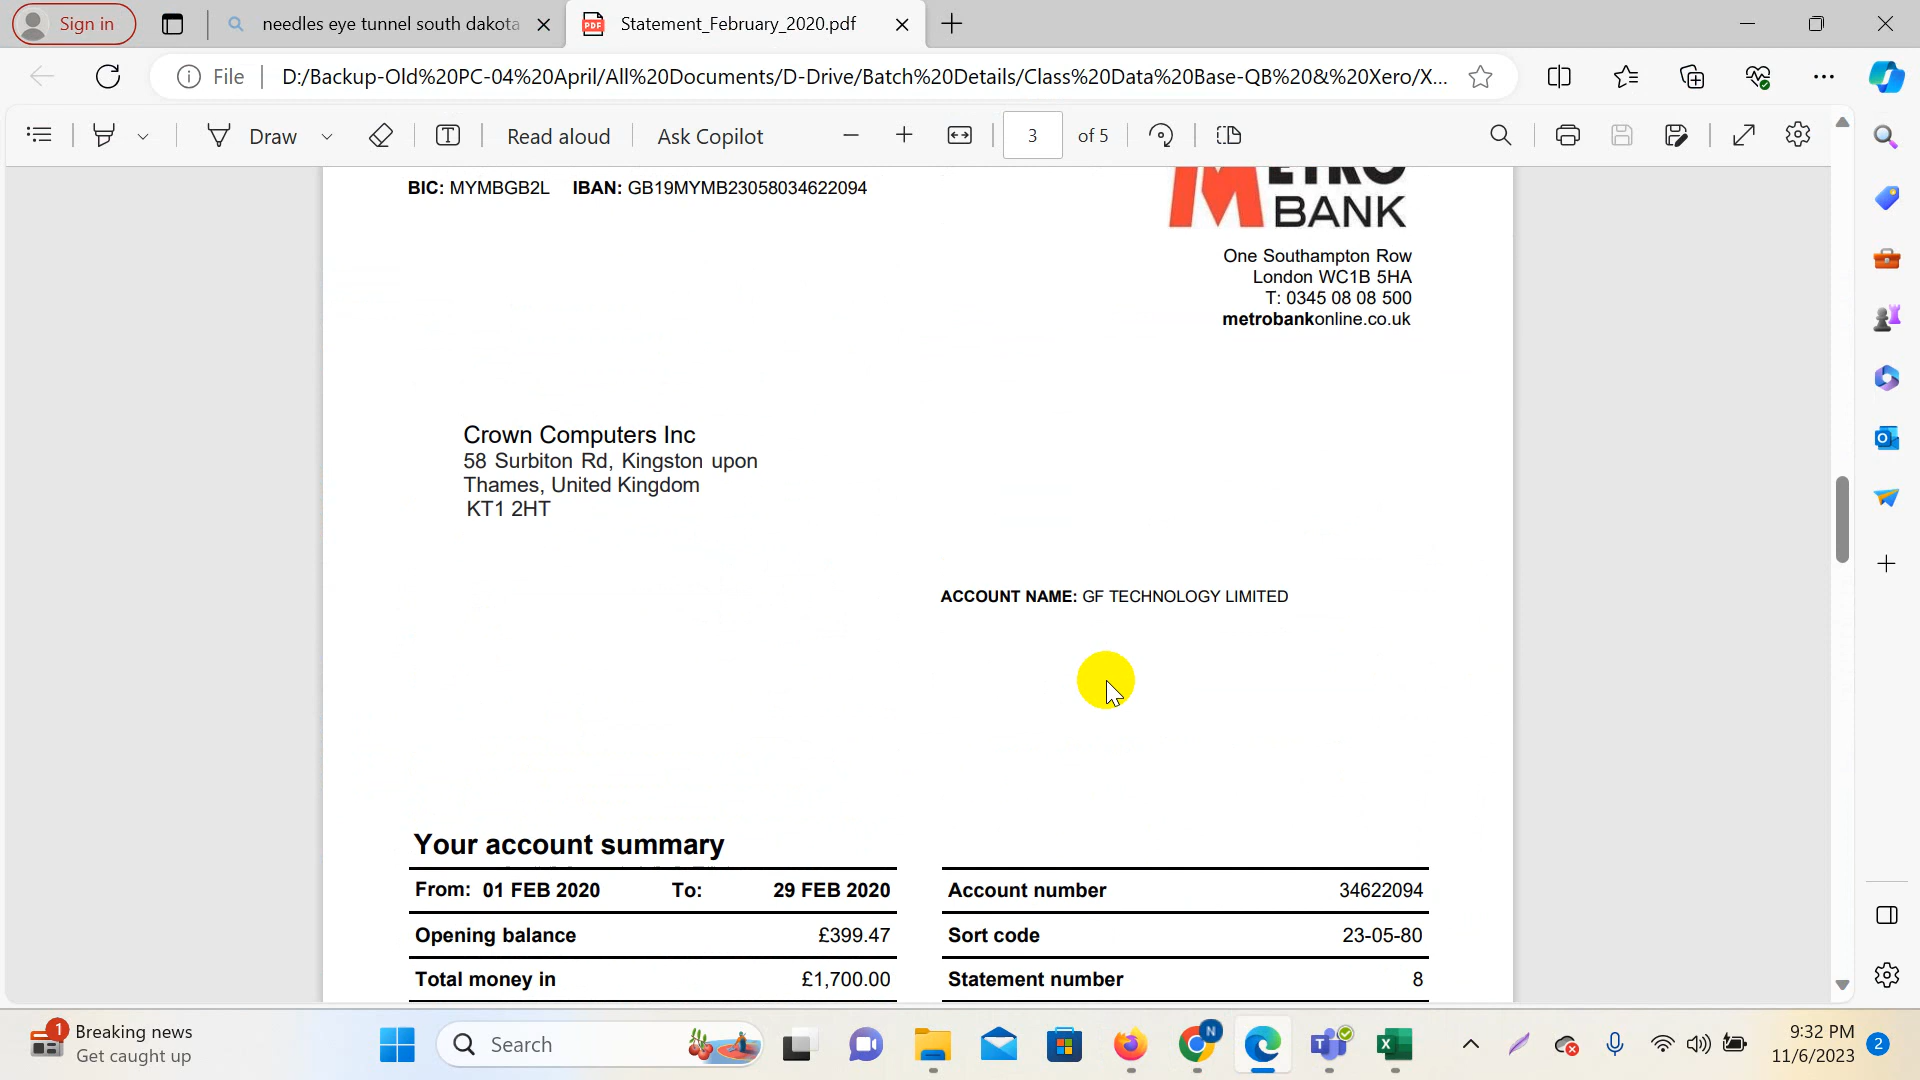 Sign in
needles eye tunnel south dakota
Statement_February_2020.pdf
File
D:/Backup-Old%20PC-04%20April/All%20Documents/D-Drive/Batch%20Details/Class%20Data%20Base-QB%20&%20Xero/X...
Draw
Read aloud
Ask Copilot
3 of 5
BIC: MYMBGB2L IBAN: GB19MYMB23058034622094
METRO
BANK
One Southampton Row
London WC1B 5HA
T: 0345 08 08 500
metrobankonline.co.uk
Crown Computers Inc
58 Surbiton Rd, Kingston upon
Thames, United Kingdom
KT1 2HT
ACCOUNT NAME: GF TECHNOLOGY LIMITED
Your account summary
From: 01 FEB 2020 To: 29 FEB 2020
Account number 34622094
Opening balance £399.47
Sort code 23-05-80
Total money in £1,700.00
Statement number 8
1
Breaking news
Get caught up
Search
N
9:32 PM
11/6/2023
2